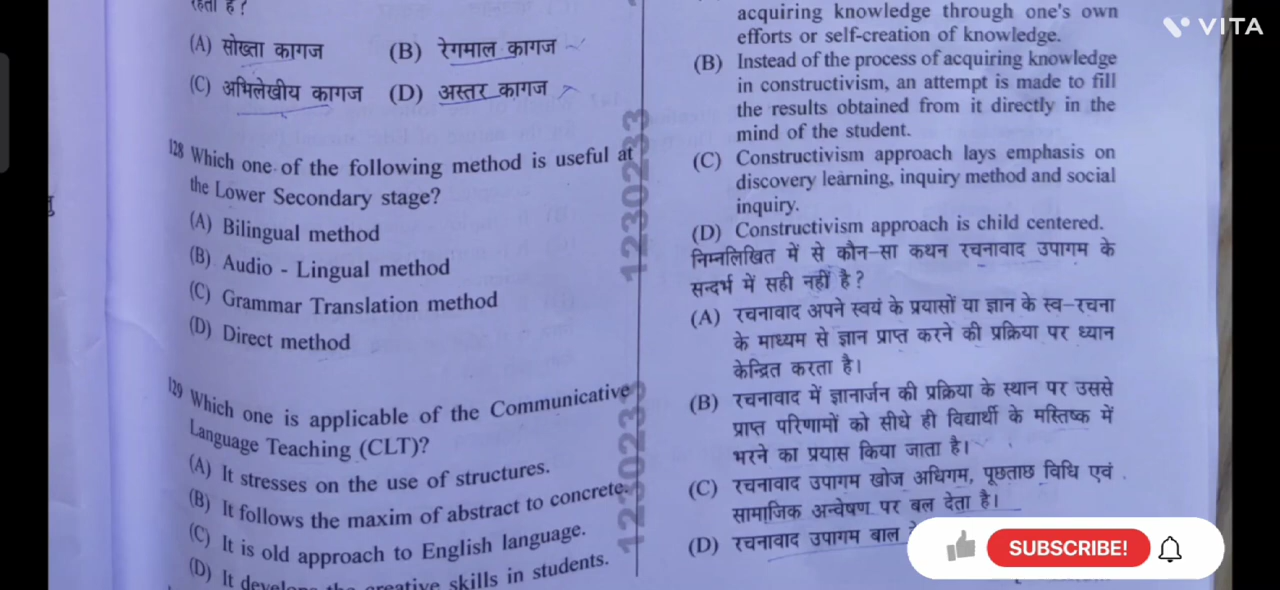 रहता है?
(A) सोख्ता कागज (B) रेगमाल कागज
(C) अभिलेखीय कागज (D) अस्तर कागज
128 Which one of the following method is useful at
the Lower Secondary stage?
(A) Bilingual method
(B) Audio - Lingual method
(C) Grammar Translation method
(D) Direct method
129 Which one is applicable of the Communicative
Language Teaching (CLT)?
(A) It stresses on the use of structures.
(B) It follows the maxim of abstract to concrete.
(C) It is old approach to English language.
(D) It develops the creative skills in students.
1230233
1230233
acquiring knowledge through one's own
efforts or self-creation of knowledge.
(B) Instead of the process of acquiring knowledge
in constructivism, an attempt is made to fill
the results obtained from it directly in the
mind of the student.
(C) Constructivism approach lays emphasis on
discovery learning, inquiry method and social
inquiry.
(D) Constructivism approach is child centered.
निम्नलिखित में से कौन-सा कथन रचनावाद उपागम के
सन्दर्भ में सही नहीं है?
(A) रचनावाद अपने स्वयं के प्रयासों या ज्ञान के स्व-रचना
के माध्यम से ज्ञान प्राप्त करने की प्रक्रिया पर ध्यान
केन्द्रित करता है।
(B) रचनावाद में ज्ञानार्जन की प्रक्रिया के स्थान पर उससे
प्राप्त परिणामों को सीधे ही विद्यार्थी के मस्तिष्क में
भरने का प्रयास किया जाता है।
(C) रचनावाद उपागम खोज अधिगम, पूछताछ विधि एवं
सामाजिक अन्वेषण पर बल देता है।
(D) रचनावाद उपागम बाल
VITA
SUBSCRIBE!